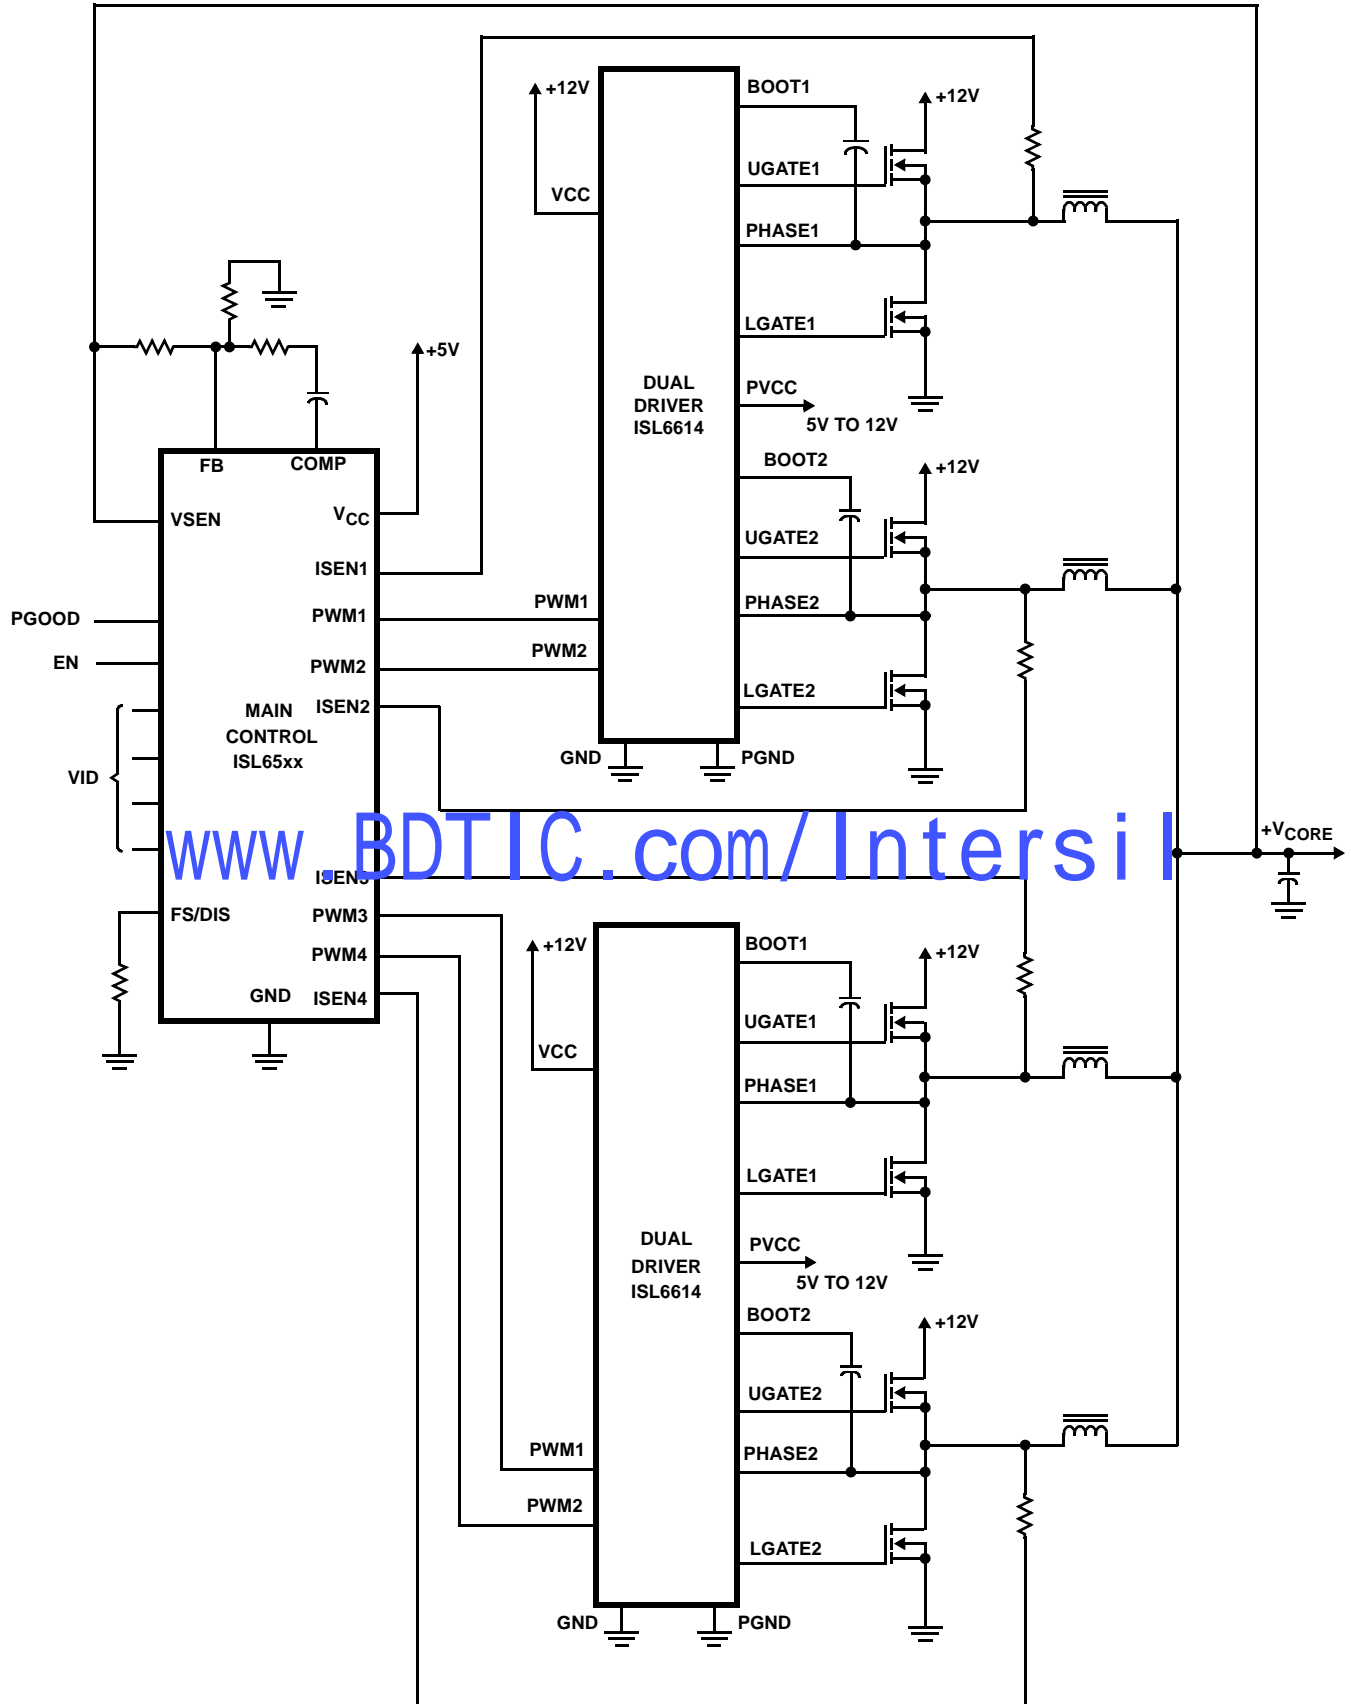 +12V
BOOT1
+12V
UGATE1
VCC
PHASE1
LGATE1
+5V
DUAL
DRIVER
ISL6614
PVCC
5V TO 12V
BOOT2
+12V
FB
COMP
VSEN
VCC
UGATE2
ISEN1
PWM1
PWM1
PHASE2
PGOOD
PWM2
PWM2
EN
ISEN2
LGATE2
MAIN
CONTROL
ISL65xx
VID
GND
PGND
www.BDTIC.com/Intersil
+VCORE
ISEN3
FS/DIS
PWM3
PWM4
GND
ISEN4
+12V
BOOT1
+12V
UGATE1
VCC
PHASE1
LGATE1
DUAL
DRIVER
ISL6614
PVCC
5V TO 12V
BOOT2
+12V
UGATE2
PWM1
PHASE2
PWM2
LGATE2
GND
PGND